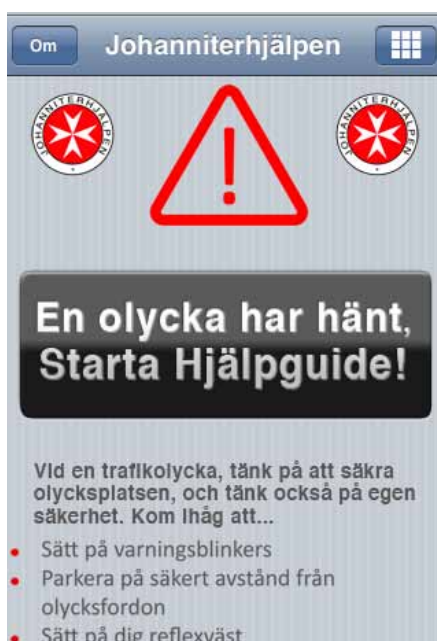 Om
Johanniterhjälpen
JOHANNITERHJÄLPEN
JOHANNITERHJÄLPEN
En olycka har hänt,
Starta Hjälpguide!
Vid en trafikolycka, tänk på att säkra
olycksplatsen, och tänk också på egen
säkerhet. Kom ihåg att...
Sätt på varningsblinkers
Parkera på säkert avstånd från
olycksfordon
Sätt på dig reflexväst